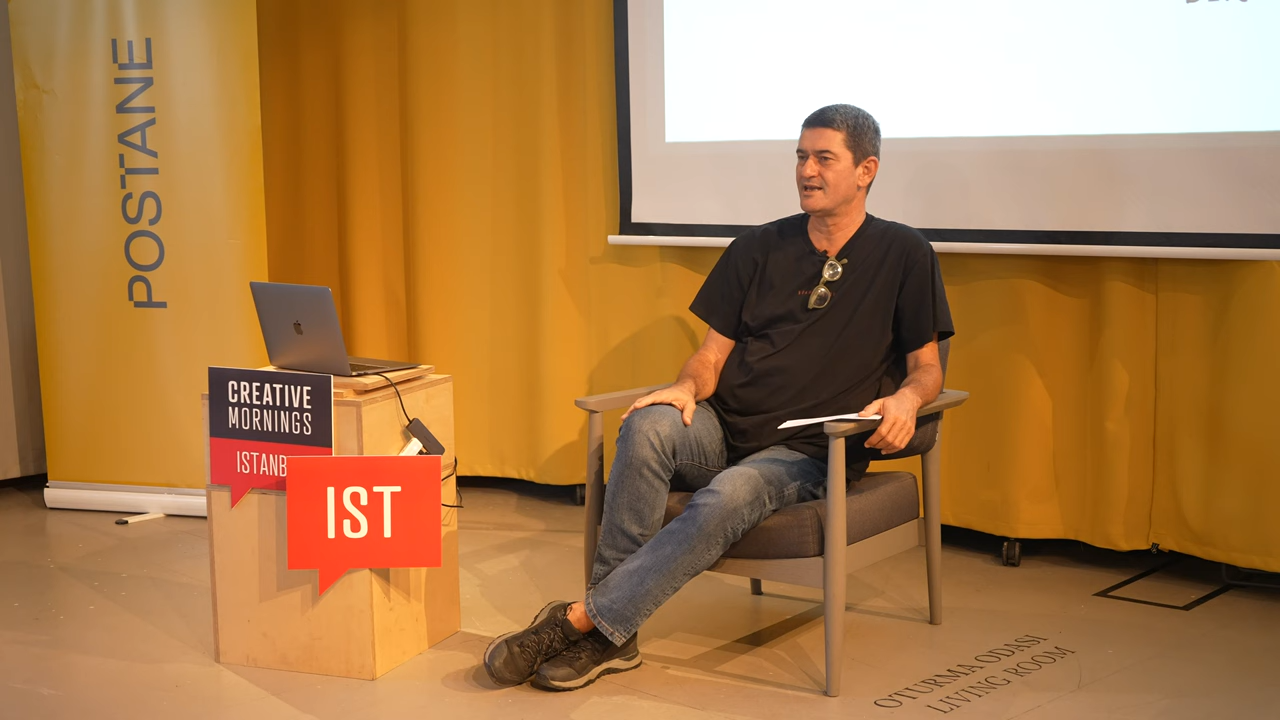 POSTANE
CREATIVE
MORNINGS
ISTANB
IST
OTURMA ODASI
LIVING ROOM